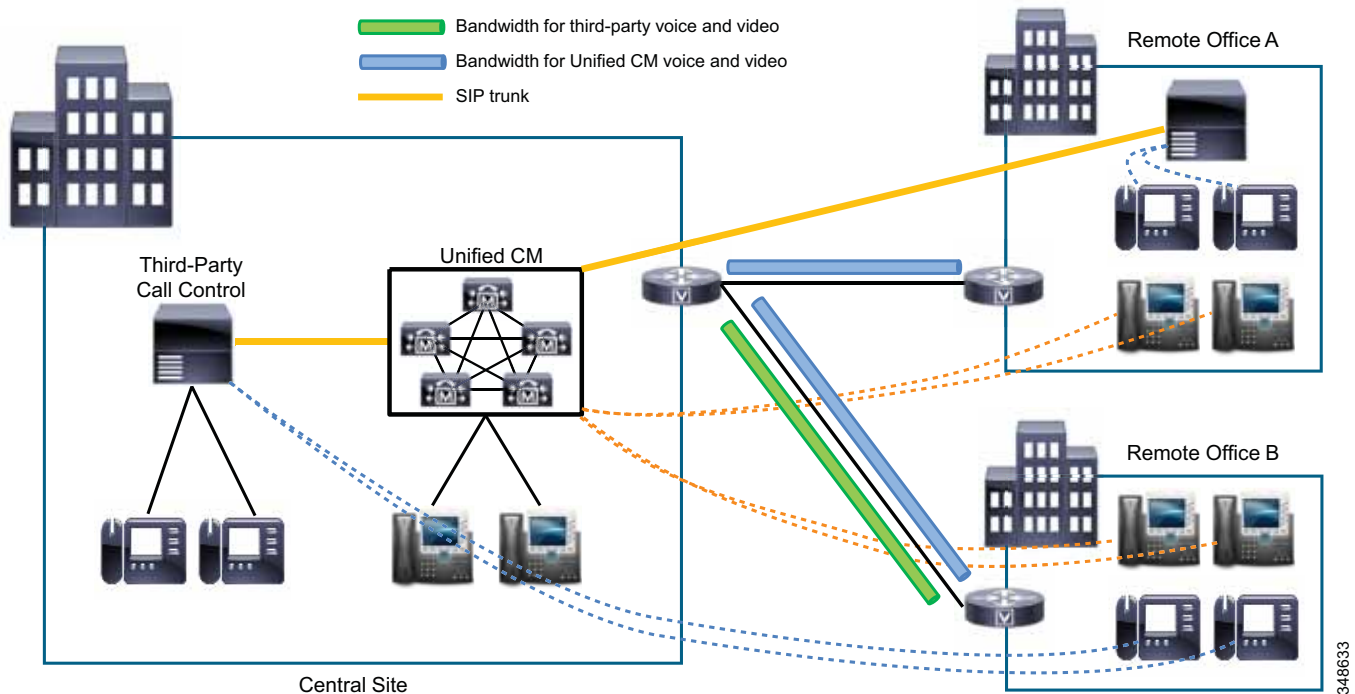 Bandwidth for third-party voice and video
Bandwidth for Unified CM voice and video
SIP trunk
Remote Office A
Third-Party
Call Control
Unified CM
M
M
M
M
M
V
V
Remote Office B
V
Central Site
348633